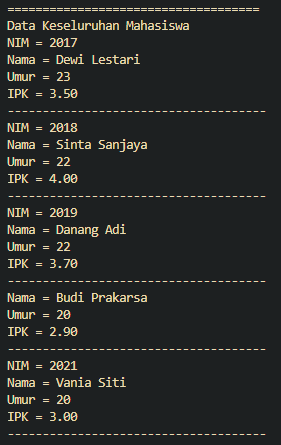 ====================================
Data Keseluruhan Mahasiswa
NIM = 2017
Nama = Dewi Lestari
Umur = 23
IPK = 3.50
-------------------------------------
NIM = 2018
Nama = Sinta Sanjaya
Umur = 22
IPK = 4.00
-------------------------------------
NIM = 2019
Nama = Danang Adi
Umur = 22
IPK = 3.70
-------------------------------------
Nama = Budi Prakarsa
Umur = 20
IPK = 2.90
-------------------------------------
NIM = 2021
Nama = Vania Siti
Umur = 20
IPK = 3.00
-------------------------------------